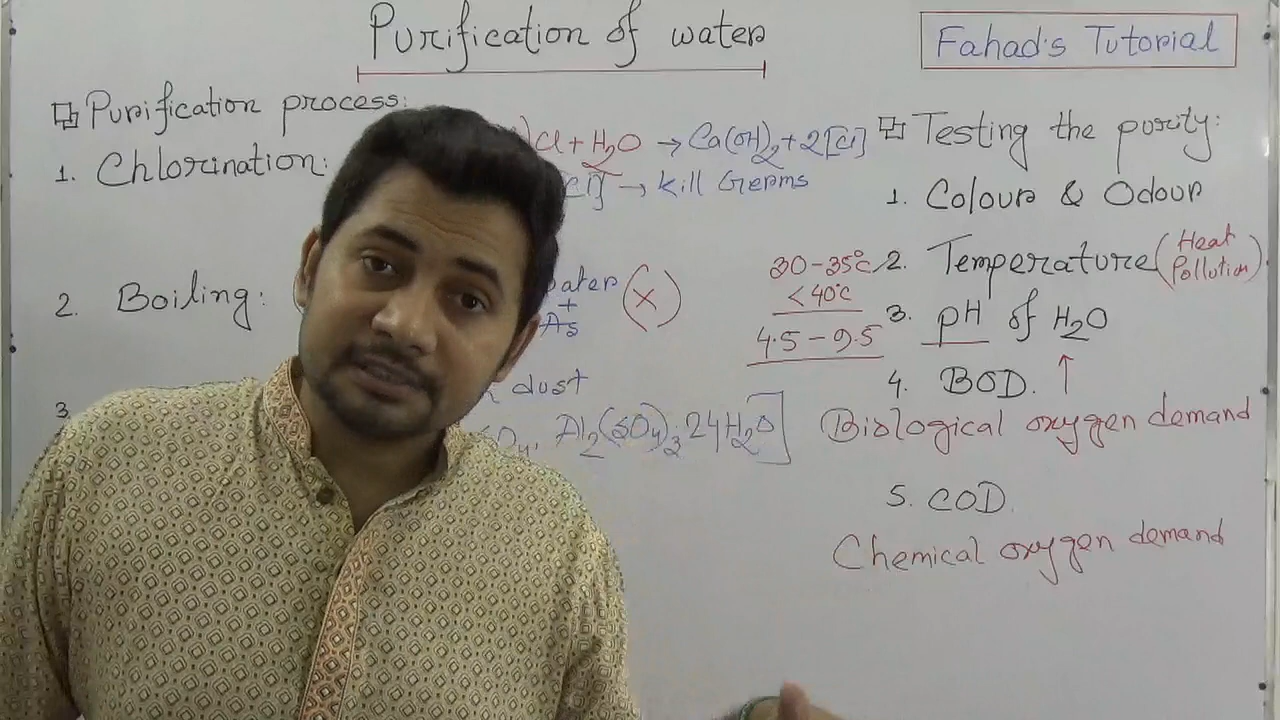 Purification of water
Fahad's Tutorial
Purification process:
1. Chlorination:
)Cl + H2O → Ca(OH)2 + 2[Cl]
[Cl] → kill Germs
2. Boiling:
water (×)
+
As
3.
dust
SO4. Al2(SO4)3.24H2O]
Testing the purity:
1. Colour & Odour
30-35°C 2. Temperature (Heat Pollution)
<40°C
3. pH of H2O
4.5 - 9.5
4. BOD. ↑
Biological oxygen demand
5. COD.
Chemical oxygen demand